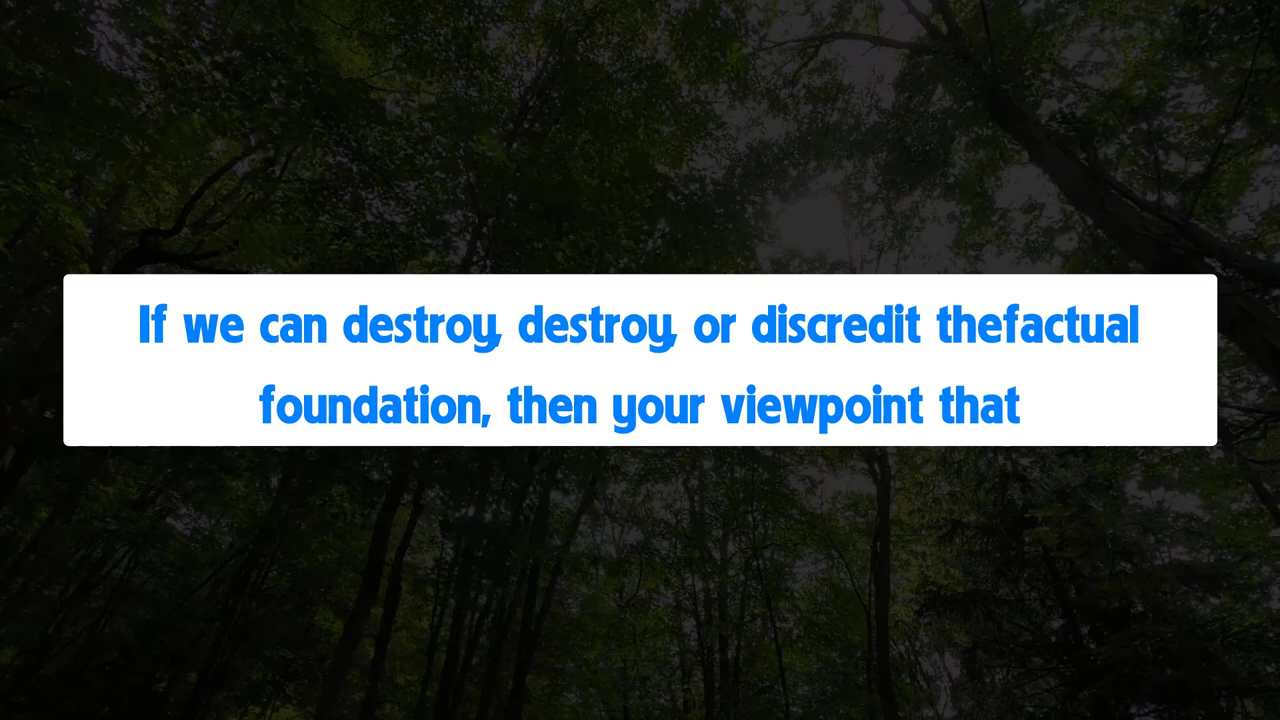 If we can destroy, destroy, or discredit thefactual
foundation, then your viewpoint that